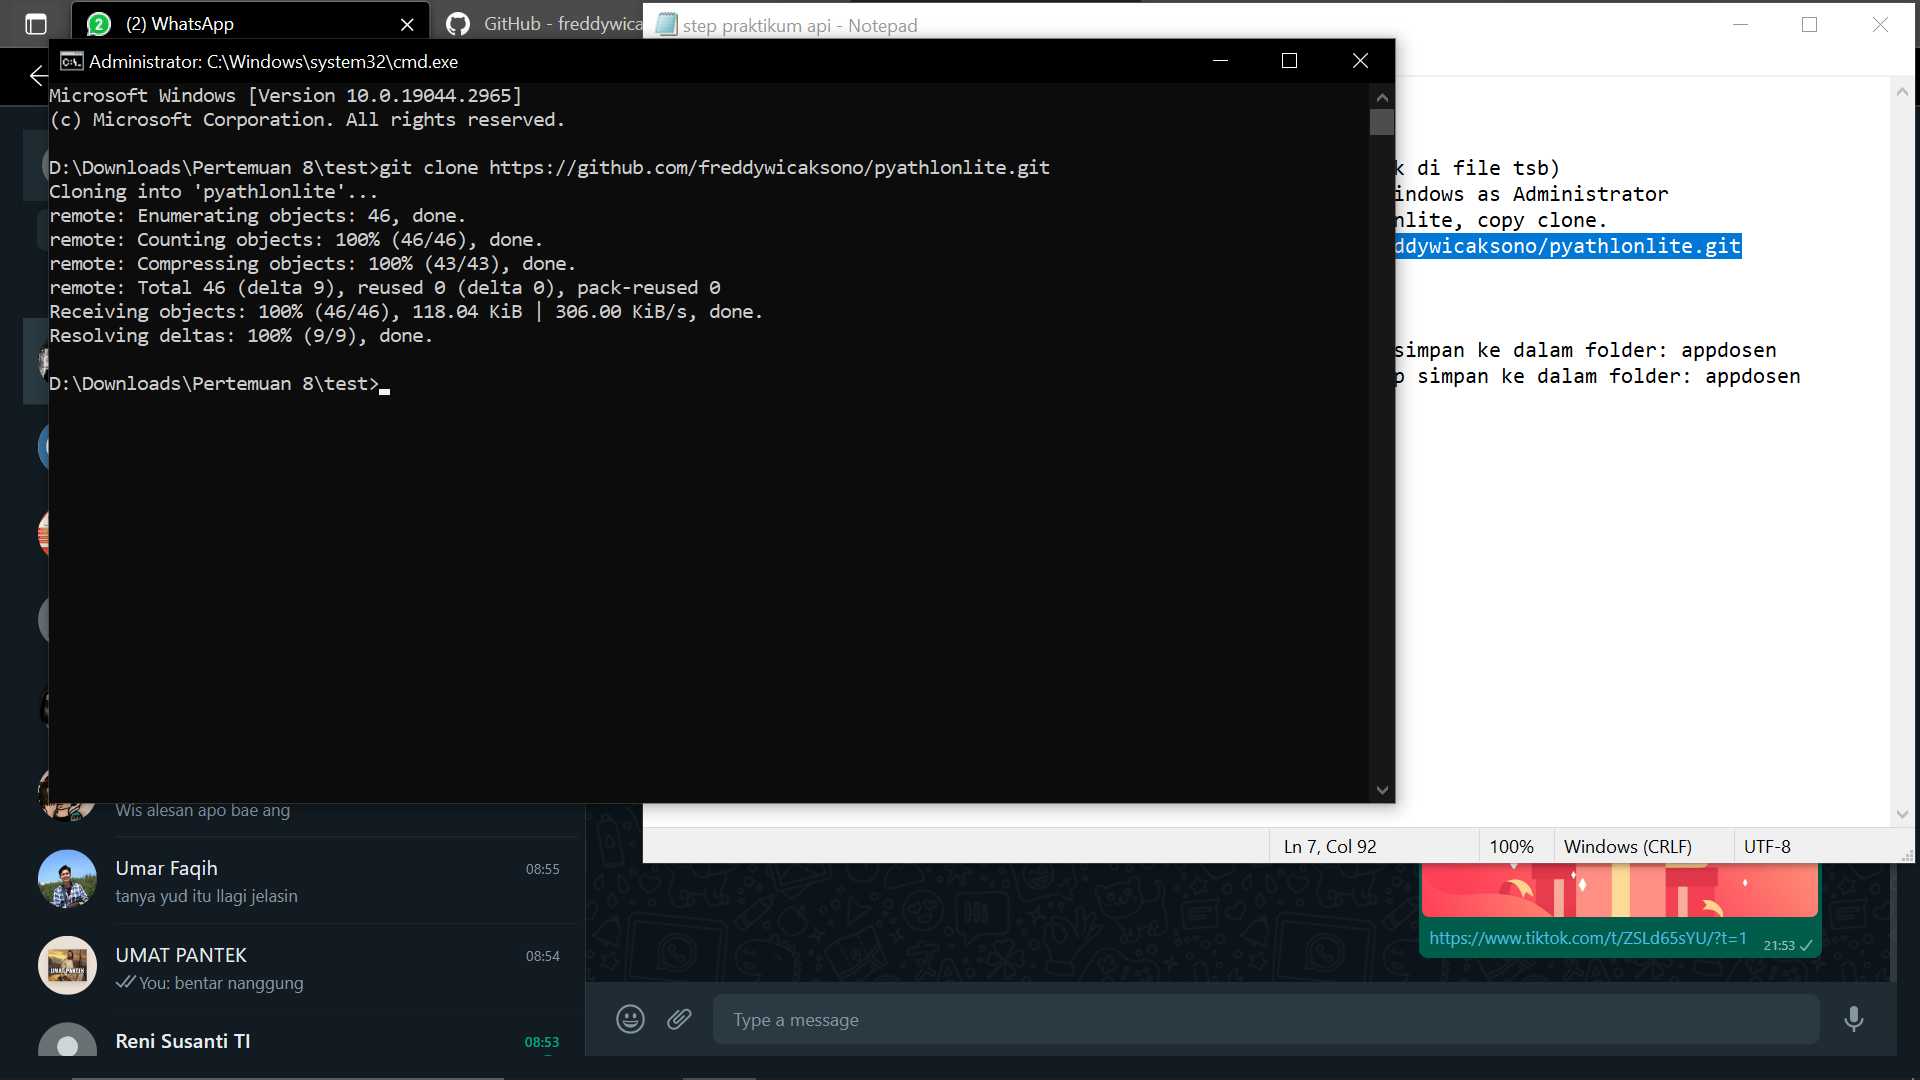 (2) WhatsApp
GitHub - freddywica
step praktikum api - Notepad
Administrator: C:\Windows\system32\cmd.exe
Microsoft Windows [Version 10.0.19044.2965]
(c) Microsoft Corporation. All rights reserved.
D:\Downloads\Pertemuan 8\test>git clone https://github.com/freddywicaksono/pyathlonlite.git
Cloning into 'pyathlonlite'...
remote: Enumerating objects: 46, done.
remote: Counting objects: 100% (46/46), done.
remote: Compressing objects: 100% (43/43), done.
remote: Total 46 (delta 9), reused 0 (delta 0), pack-reused 0
Receiving objects: 100% (46/46), 118.04 KiB | 306.00 KiB/s, done.
Resolving deltas: 100% (9/9), done.
D:\Downloads\Pertemuan 8\test>
k di file tsb)
indows as Administrator
nlite, copy clone.
ddywicaksono/pyathlonlite.git
simpan ke dalam folder: appdosen
p simpan ke dalam folder: appdosen
Ln 7, Col 92
100%
Windows (CRLF)
UTF-8
Wis alesan apo bae ang
Umar Faqih
08:55
tanya yud itu llagi jelasin
UMAT PANTEK
08:54
You: bentar nanggung
Reni Susanti TI
08:53
https://www.tiktok.com/t/ZSLd65sYU/?t=1
21:53
Type a message